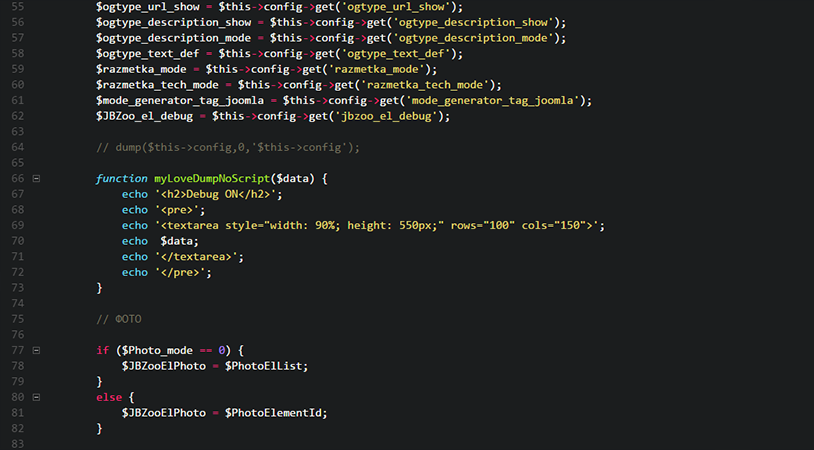 55 $ogtype_url_show = $this->config->get('ogtype_url_show');
56 $ogtype_description_show = $this->config->get('ogtype_description_show');
57 $ogtype_description_mode = $this->config->get('ogtype_description_mode');
58 $ogtype_text_def = $this->config->get('ogtype_text_def');
59 $razmetka_mode = $this->config->get('razmetka_mode');
60 $razmetka_tech_mode = $this->config->get('razmetka_tech_mode');
61 $mode_generator_tag_joomla = $this->config->get('mode_generator_tag_joomla');
62 $JBZoo_el_debug = $this->config->get('jbzoo_el_debug');
63
64 // dump($this->config,0,'$this->config');
65
66 function myLoveDumpNoScript($data) {
67 echo '<h2>Debug ON</h2>';
68 echo '<pre>';
69 echo '<textarea style="width: 90%; height: 550px;" rows="100" cols="150">';
70 echo  $data;
71 echo '</textarea>';
72 echo '</pre>';
73 }
74
75 // ФОТО
76
77 if ($Photo_mode == 0) {
78 $JBZooElPhoto = $PhotoElList;
79 }
80 else {
81 $JBZooElPhoto = $PhotoElementId;
82 }
83